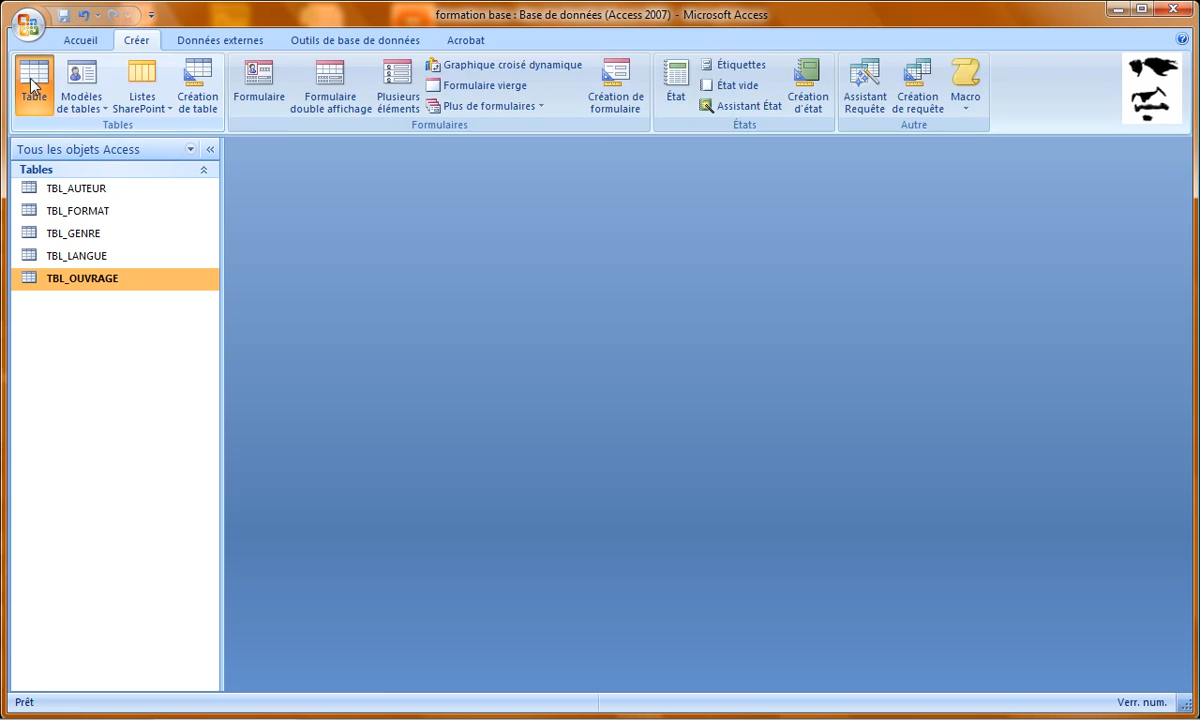 formation base : Base de données (Access 2007) - Microsoft Access
Accueil Créer Données externes Outils de base de données Acrobat
Table
Modèles de tables
Listes SharePoint
Création de table
Tables
Formulaire
Formulaire double affichage
Plusieurs éléments
Graphique croisé dynamique
Formulaire vierge
Plus de formulaires
Création de formulaire
Formulaires
État
Étiquettes
État vide
Assistant État
Création d'état
États
Assistant Requête
Création de requête
Macro
Autre
Tous les objets Access
Tables
TBL_AUTEUR
TBL_FORMAT
TBL_GENRE
TBL_LANGUE
TBL_OUVRAGE
Prêt
Verr. num.